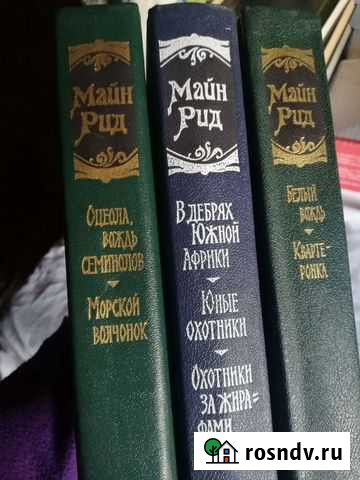 Майн
Рид
Оцеола,
вождь
семинолов
Морской
волчонок
Майн
Рид
В дебрях
Южной
Африки
Юные
охотники
Охотники
за жира=
фами
Майн
Рид
Белый
вождь
Кварте-
ронка
rosndv.ru